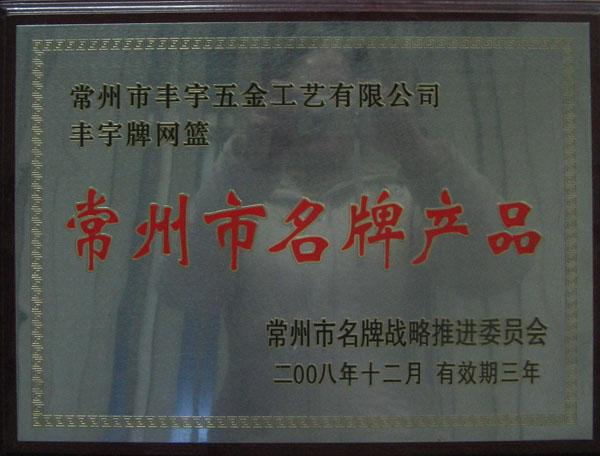 常州市丰宇五金工艺有限公司
丰宇牌网篮
常州市名牌产品
常州市名牌战略推进委员会
二00八年十二月 有效期三年